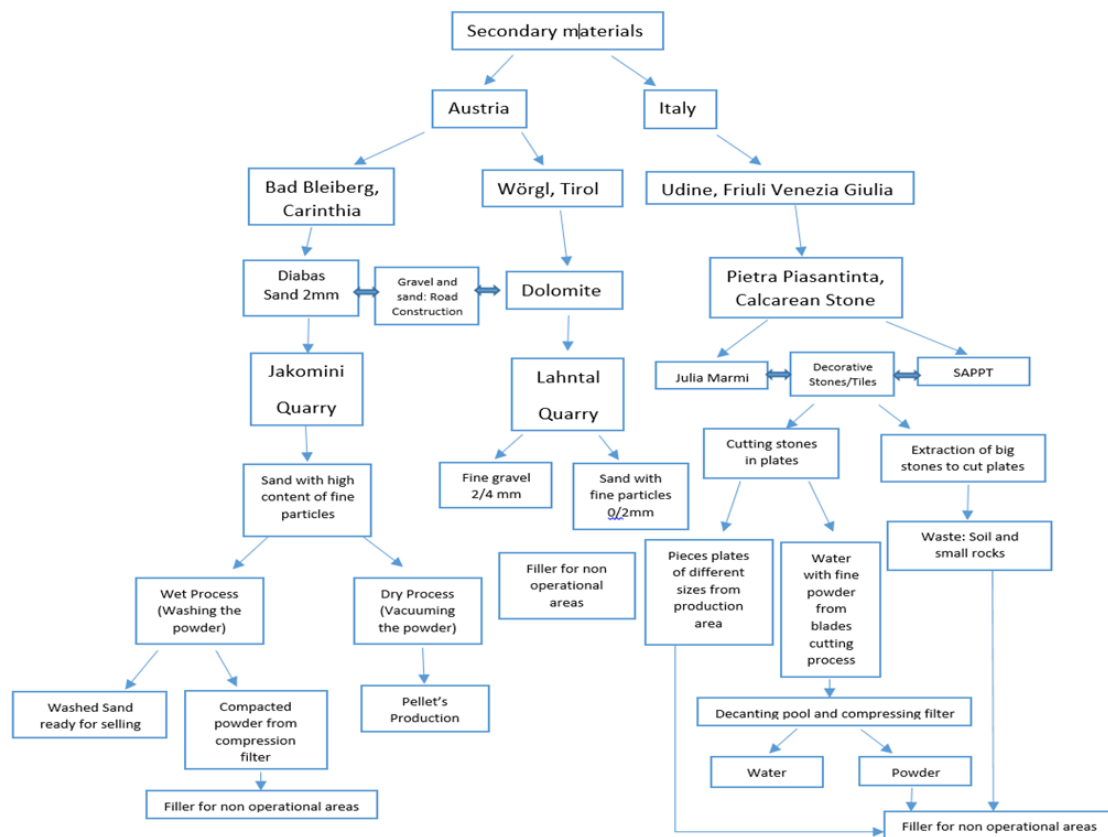 Secondary materials
Austria
Italy
Bad Bleiberg,
Carinthia
Wörgl, Tirol
Udine, Friuli Venezia Giulia
Diabas
Sand 2mm
Gravel and
sand: Road
Construction
Dolomite
Pietra Piasantinta,
Calcarean Stone
Jakomini
Quarry
Lahntal
Quarry
Julia Marmi
Decorative
Stones/Tiles
SAPPT
Cutting stones
in plates
Extraction of big
stones to cut plates
Sand with high
content of fine
particles
Fine gravel
2/4 mm
Sand with
fine particles
0/2mm
Waste: Soil and
small rocks
Filler for non
operational
areas
Pieces plates
of different
sizes from
production
area
Water
with fine
powder
from
blades
cutting
process
Wet Process
(Washing the
powder)
Dry Process
(Vacuuming
the powder)
Washed Sand
ready for selling
Compacted
powder from
compression
filter
Pellet's
Production
Decanting pool and compressing filter
Water
Powder
Filler for non operational areas
Filler for non operational areas